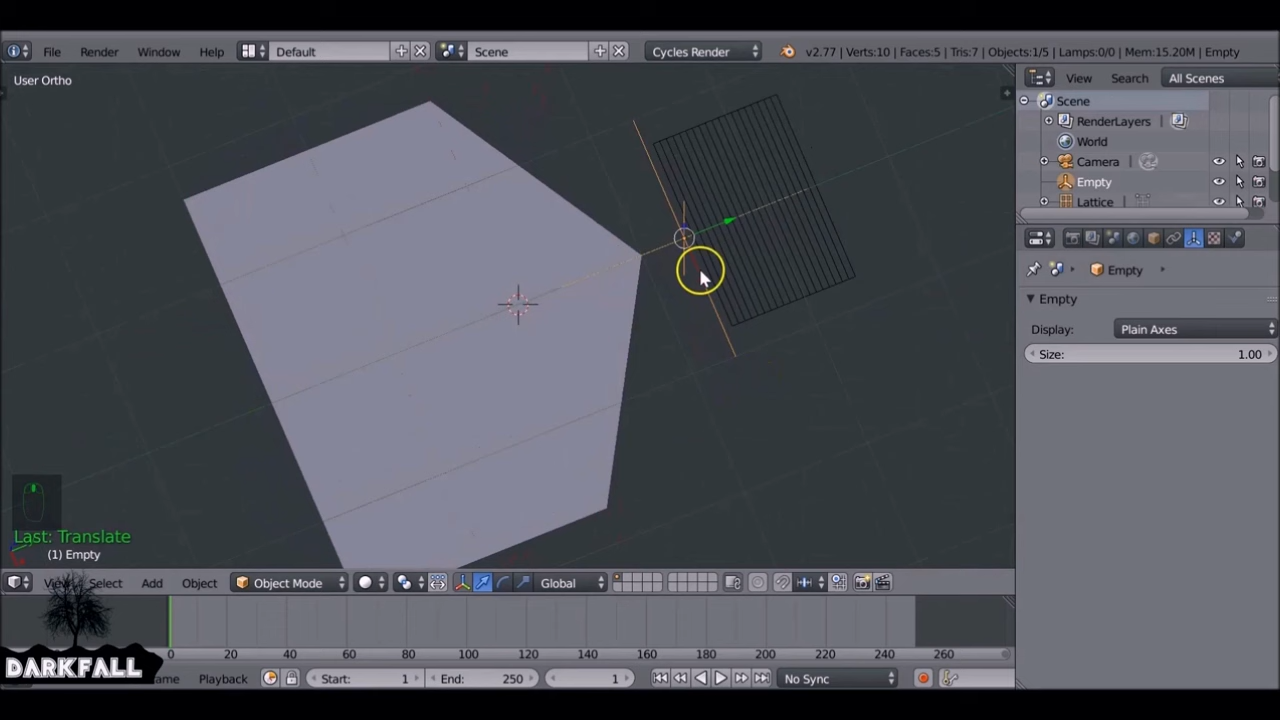 File Render Window Help Default Scene Cycles Render v2.77 | Verts:10 | Faces:5 | Tris:7 | Objects:1/5 | Lamps:0/0 | Mem:15.20M | Empty
User Ortho
View Search All Scenes
Scene
RenderLayers
World
Camera
Empty
Lattice
Empty
Empty
Display: Plain Axes
Size: 1.00
Last: Translate
(1) Empty
View Select Add Object Object Mode Global
0 20 40 60 80 100 120 140 160 180 200 220 240 260
DARKFALL
Playback Start: 1 End: 250 1 No Sync